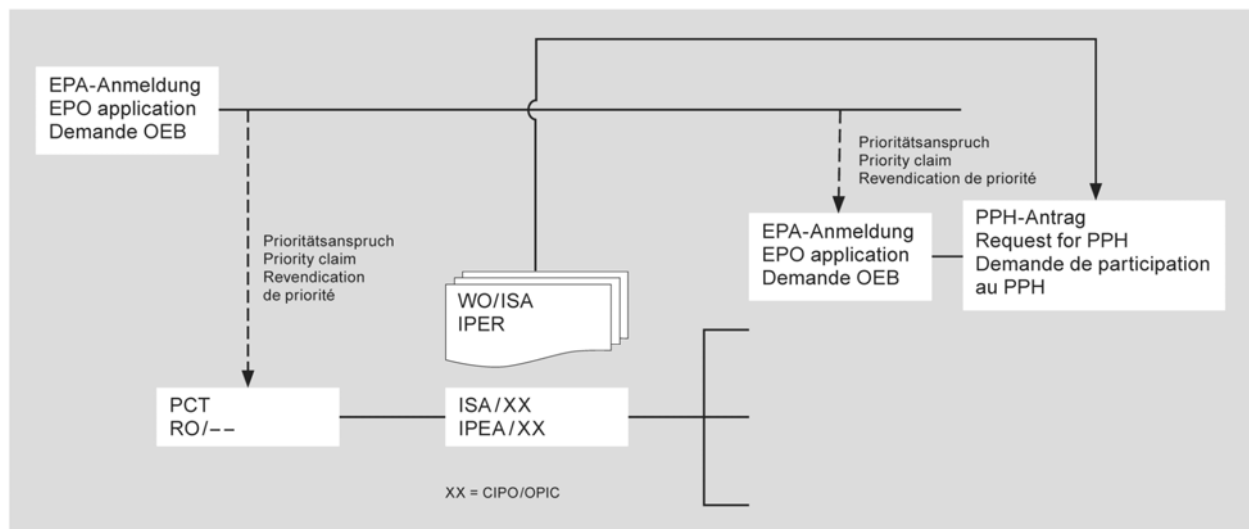 EPA-Anmeldung
EPO application
Demande OEB
Prioritätsanspruch
Priority claim
Revendication de priorité
EPA-Anmeldung
EPO application
Demande OEB
PPH-Antrag
Request for PPH
Demande de participation
au PPH
Prioritätsanspruch
Priority claim
Revendication
de priorité
WO/ISA
IPER
PCT
RO/--
ISA/XX
IPEA/XX
XX = CIPO/OPIC